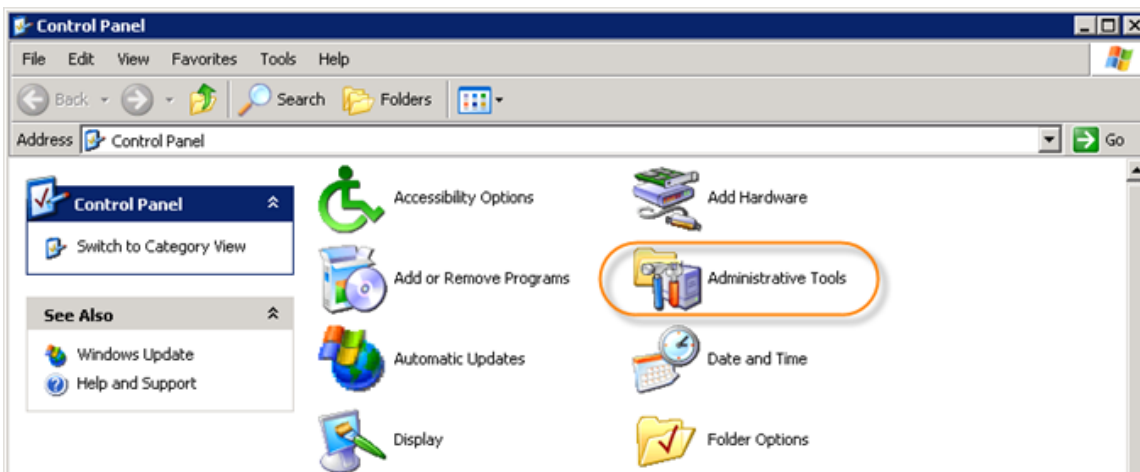 Control Panel
File Edit View Favorites Tools Help
Back Search Folders
Address Control Panel Go
Control Panel
Switch to Category View
See Also
Windows Update
Help and Support
Accessibility Options
Add Hardware
Add or Remove Programs
Administrative Tools
Automatic Updates
Date and Time
Display
Folder Options